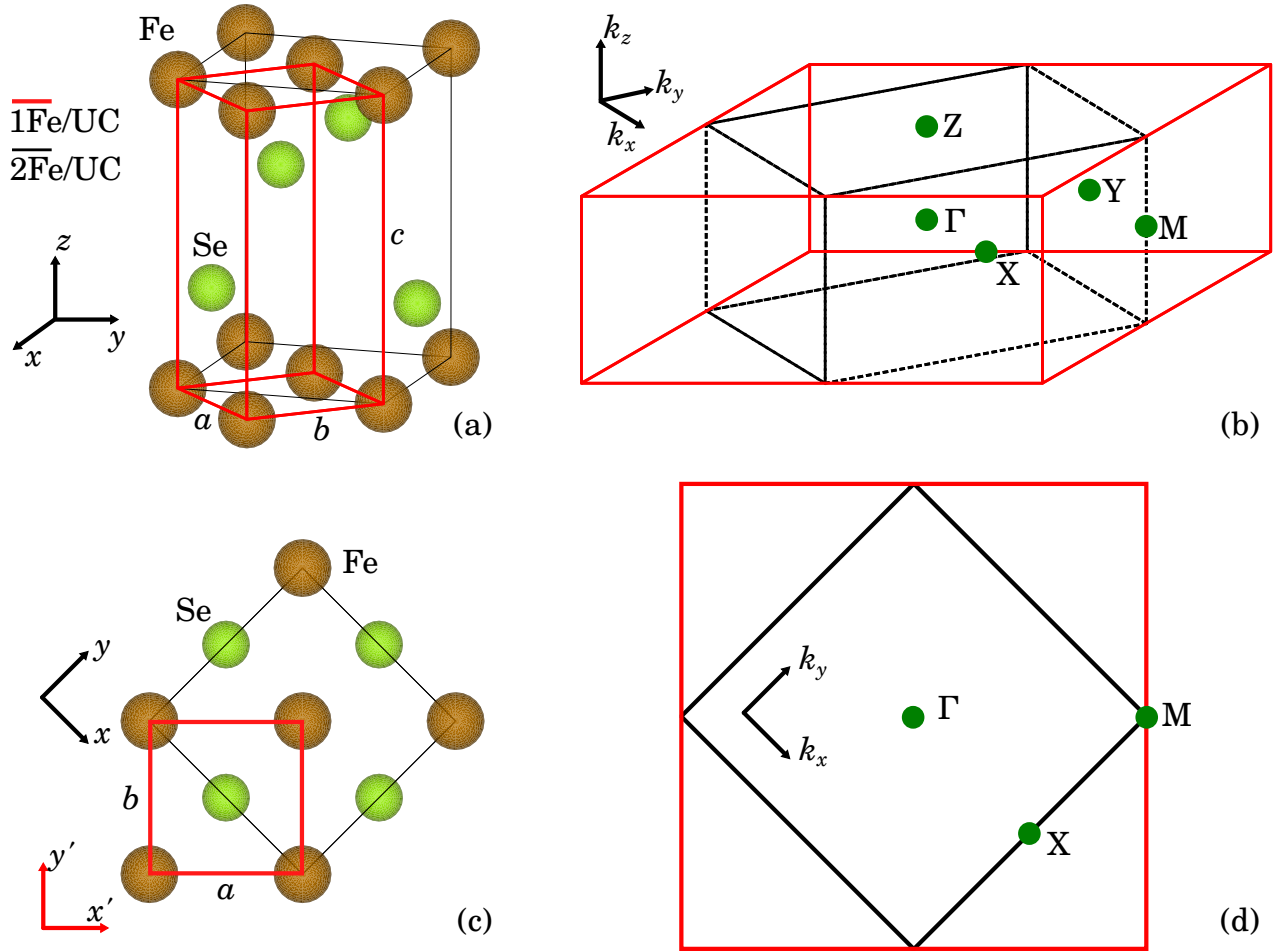 Fe
1Fe/UC
2Fe/UC
Se
z
x
y
a
b
c
(a)
k_z
k_y
k_x
Z
Γ
Y
M
X
(b)
Fe
Se
y
x
b
a
y′
x′
(c)
k_y
k_x
Γ
M
X
(d)